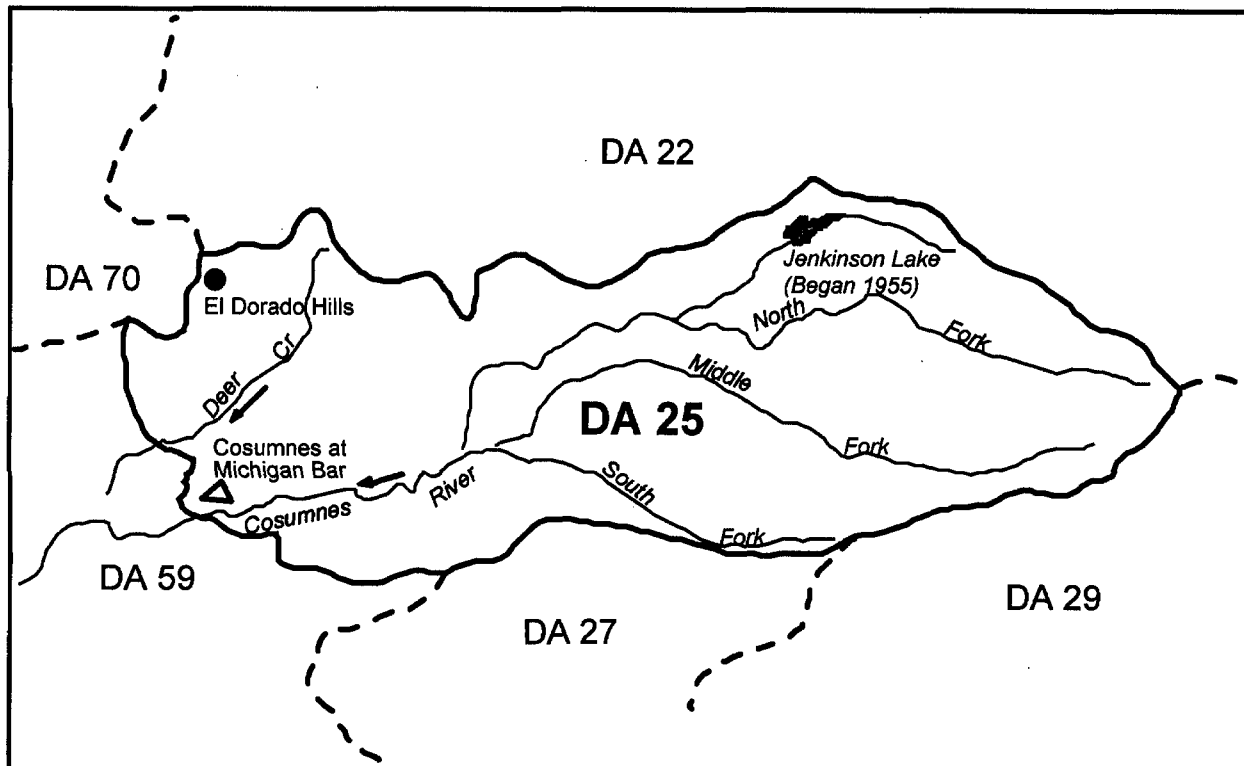 DA 22
DA 70
El Dorado Hills
Jenkinson Lake
(Began 1955)
North
Fork
Deer Cr
Middle
DA 25
Fork
Cosumnes at
Michigan Bar
South
River
Cosumnes
Fork
DA 59
DA 27
DA 29